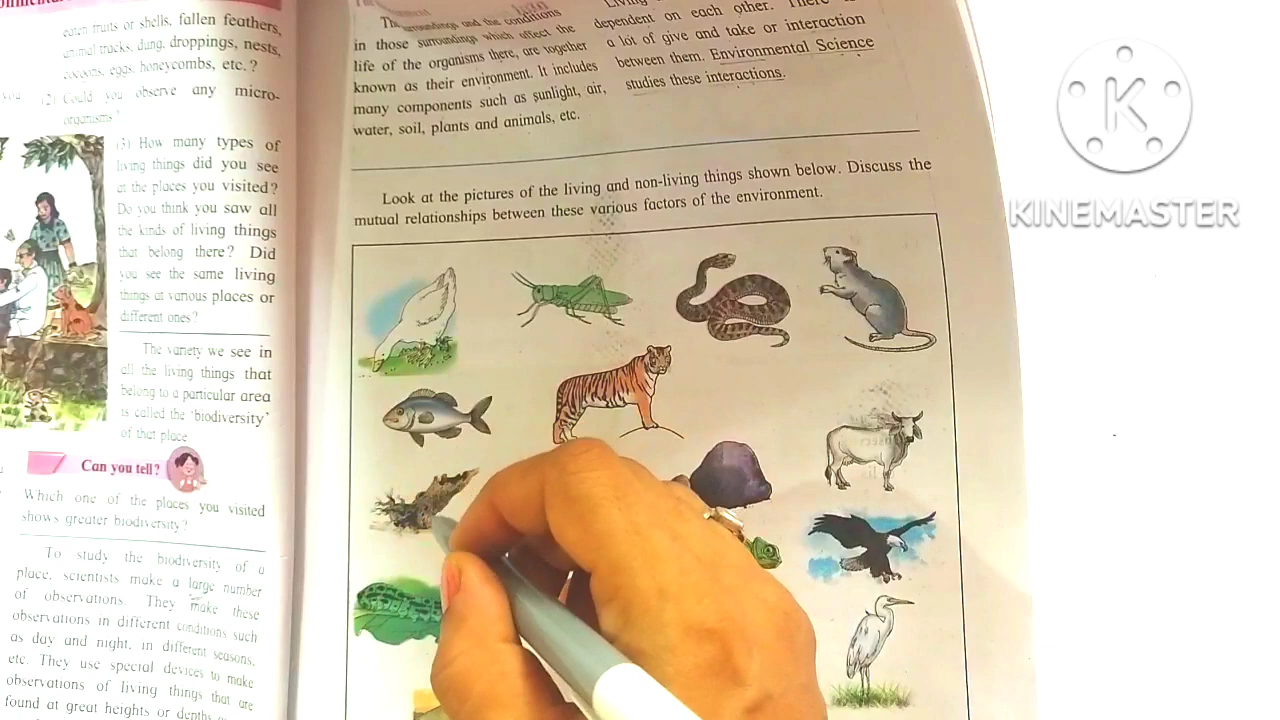 eaten fruits or shells, fallen feathers,
animal tracks, dung, droppings, nests,
cocoons, eggs, honeycombs, etc.?
(2) Could you observe any micro-
organisms?
(3) How many types of
living things did you see
at the places you visited?
Do you think you saw all
the kinds of living things
that belong there? Did
you see the same living
things at various places or
different ones?
The variety we see in
all the living things that
belong to a particular area
is called the 'biodiversity'
of that place
Can you tell?
Which one of the places you visited
shows greater biodiversity?
To study the biodiversity of a
place, scientists make a large number
of observations. They make these
observations in different conditions such
as day and night, in different seasons,
etc. They use special devices to make
observations of living things that are
found at great heights or depths
The surroundings and the conditions
in those surroundings which affect the
life of the organisms there, are together
known as their environment. It includes
many components such as sunlight, air,
water, soil, plants and animals, etc.
dependent on each other. There
a lot of give and take or interaction
between them. Environmental Science
studies these interactions.
Look at the pictures of the living and non-living things shown below. Discuss the
mutual relationships between these various factors of the environment.
K
KINEMASTER